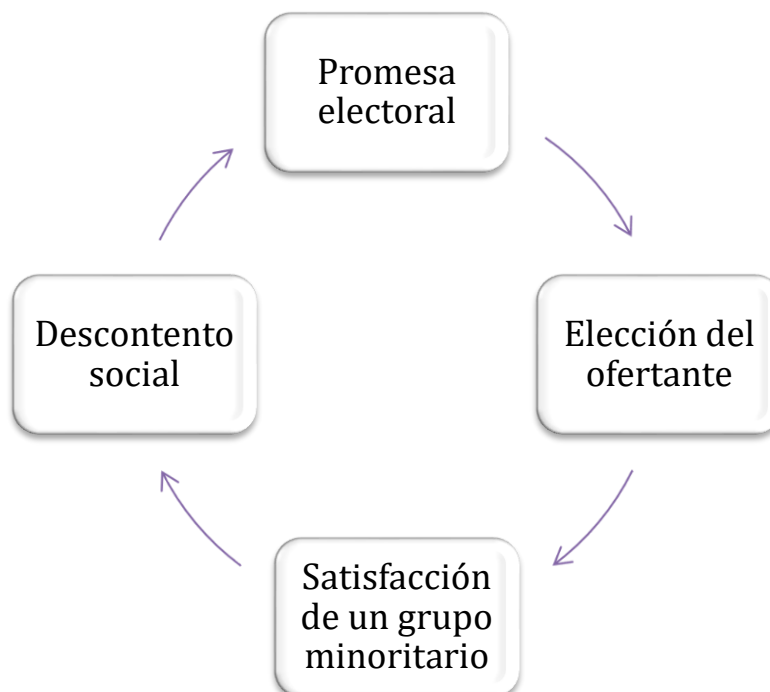 Promesa
electoral
Elección del
ofertante
Satisfacción
de un grupo
minoritario
Descontento
social